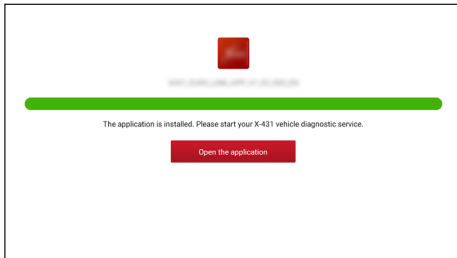 The application is installed. Please start your X-431 vehicle diagnostic service.
Open the application